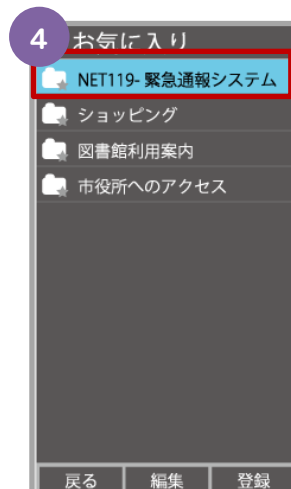 4
お気に入り
NET119- 緊急通報システム
ショッピング
図書館利用案内
市役所へのアクセス
戻る 編集 登録